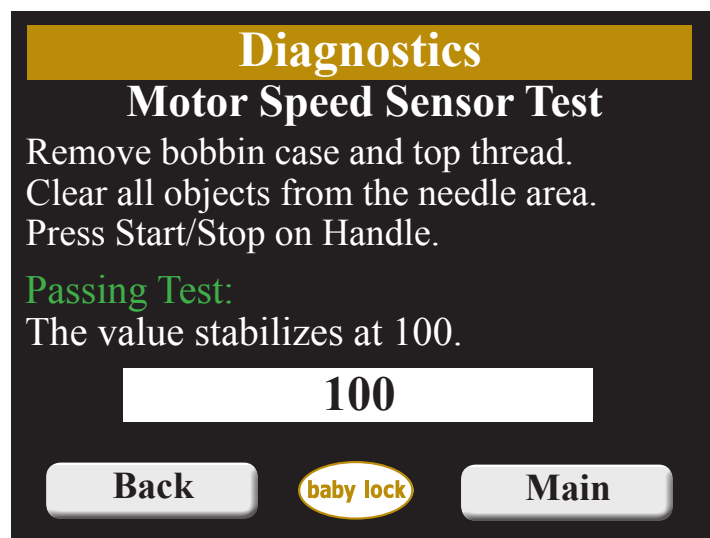 Diagnostics
Motor Speed Sensor Test
Remove bobbin case and top thread.
Clear all objects from the needle area.
Press Start/Stop on Handle.
Passing Test:
The value stabilizes at 100.
100
Back
baby lock
Main